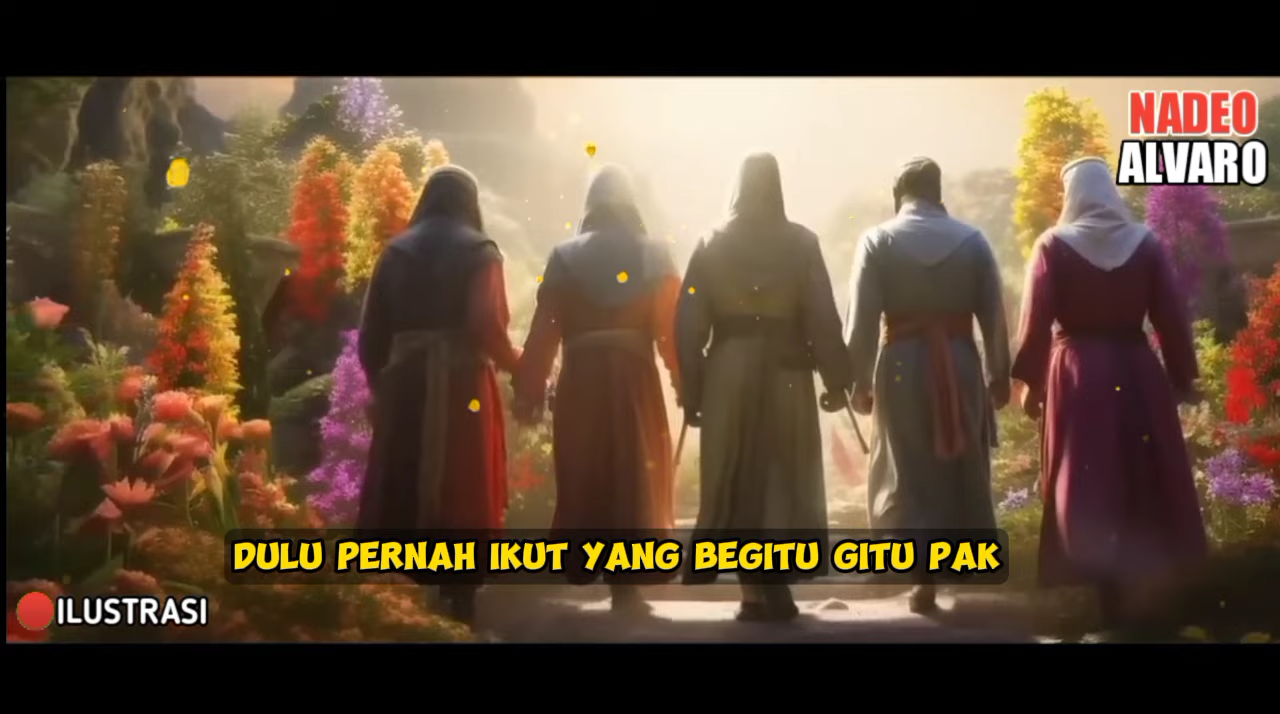 NADEO
ALVARO
DULU PERNAH IKUT YANG BEGITU GITU PAK
ILUSTRASI